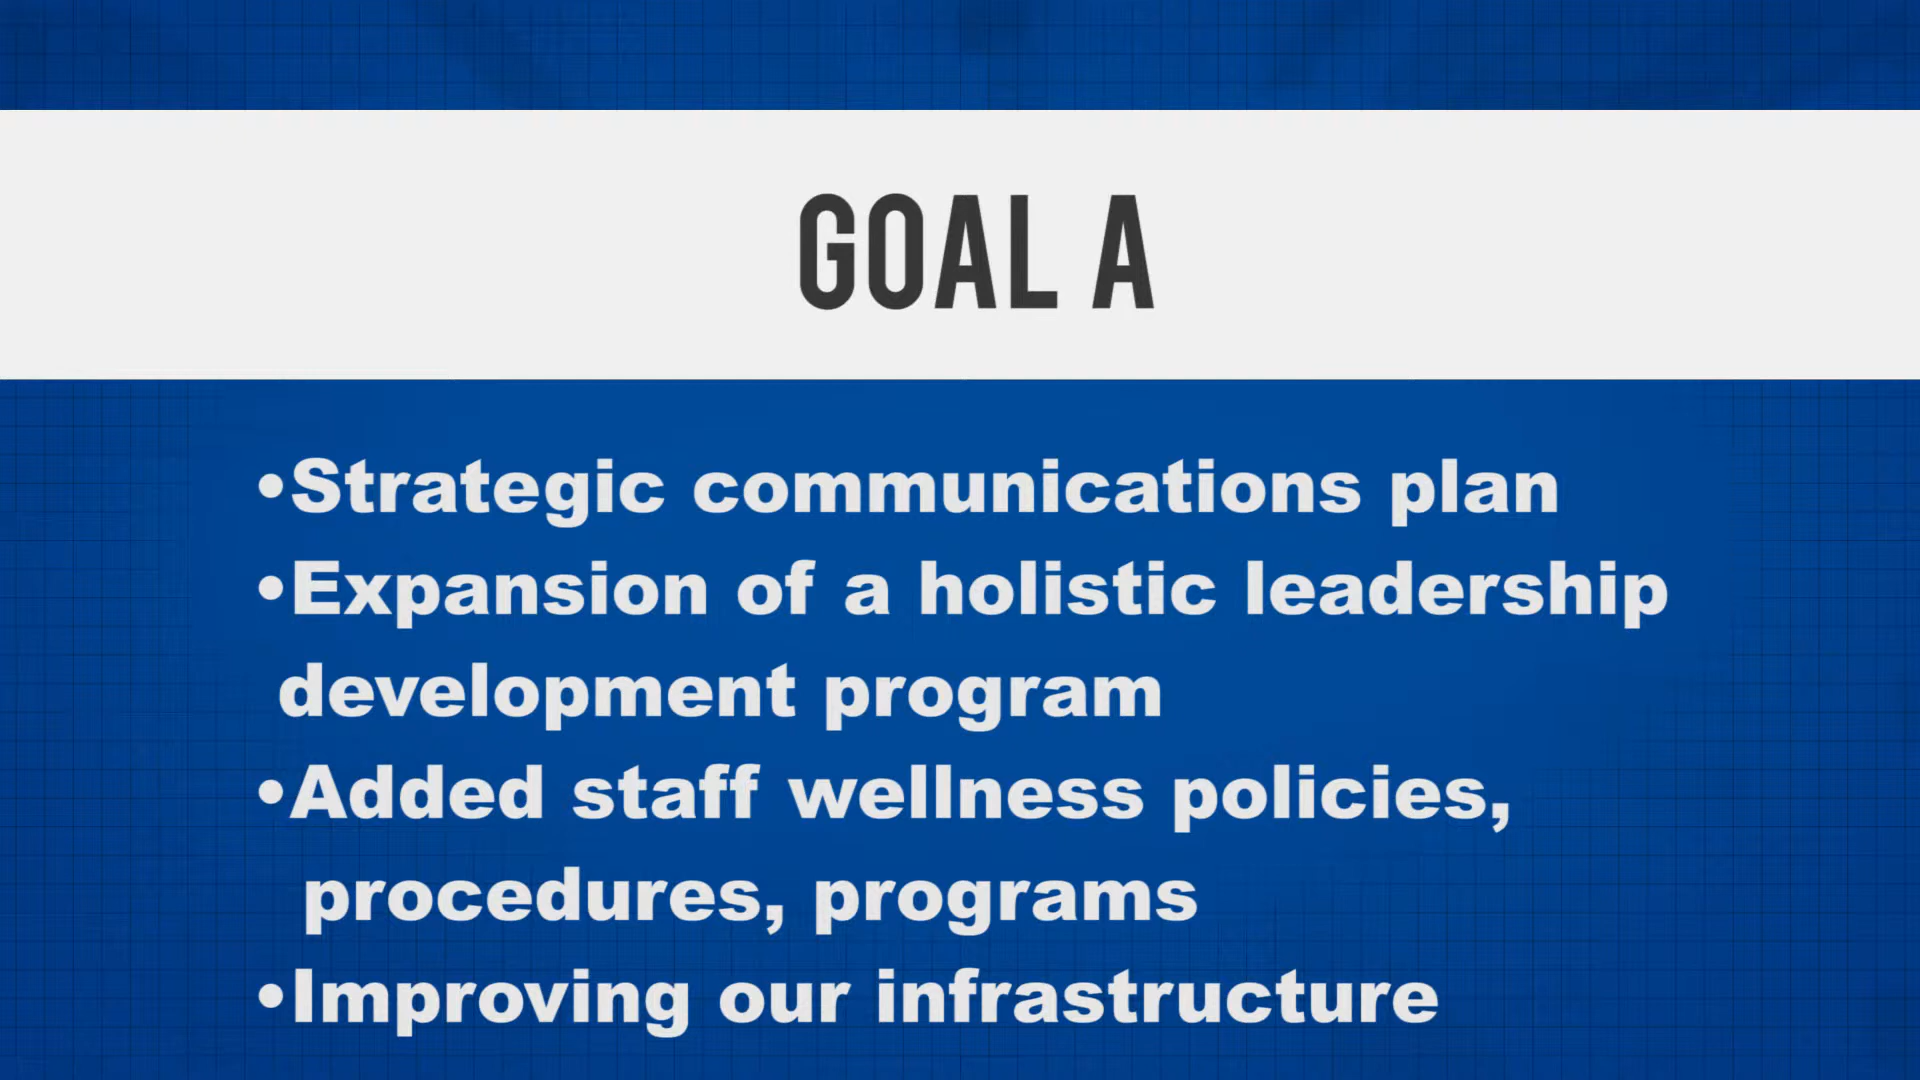 GOAL A
•Strategic communications plan
•Expansion of a holistic leadership
development program
•Added staff wellness policies,
procedures, programs
•Improving our infrastructure